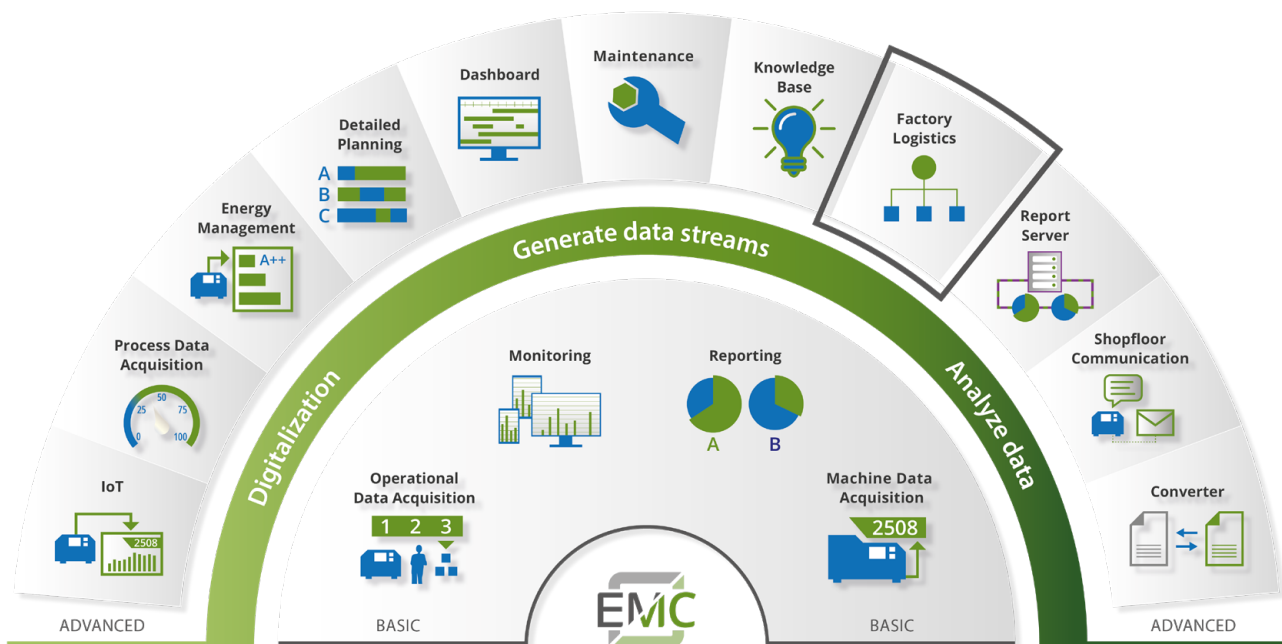 Maintenance
Dashboard
Knowledge
Base
Factory
Logistics
Detailed
Planning
A
B
C
Energy
Management
A++
Report
Server
Generate data streams
Process Data
Acquisition
0
25
50
75
100
Shopfloor
Communication
Digitalization
Analyze data
Monitoring
Reporting
A
B
IoT
2508
Operational
Data Acquisition
1 2 3
Machine Data
Acquisition
2508
Converter
EMC
ADVANCED
BASIC
BASIC
ADVANCED